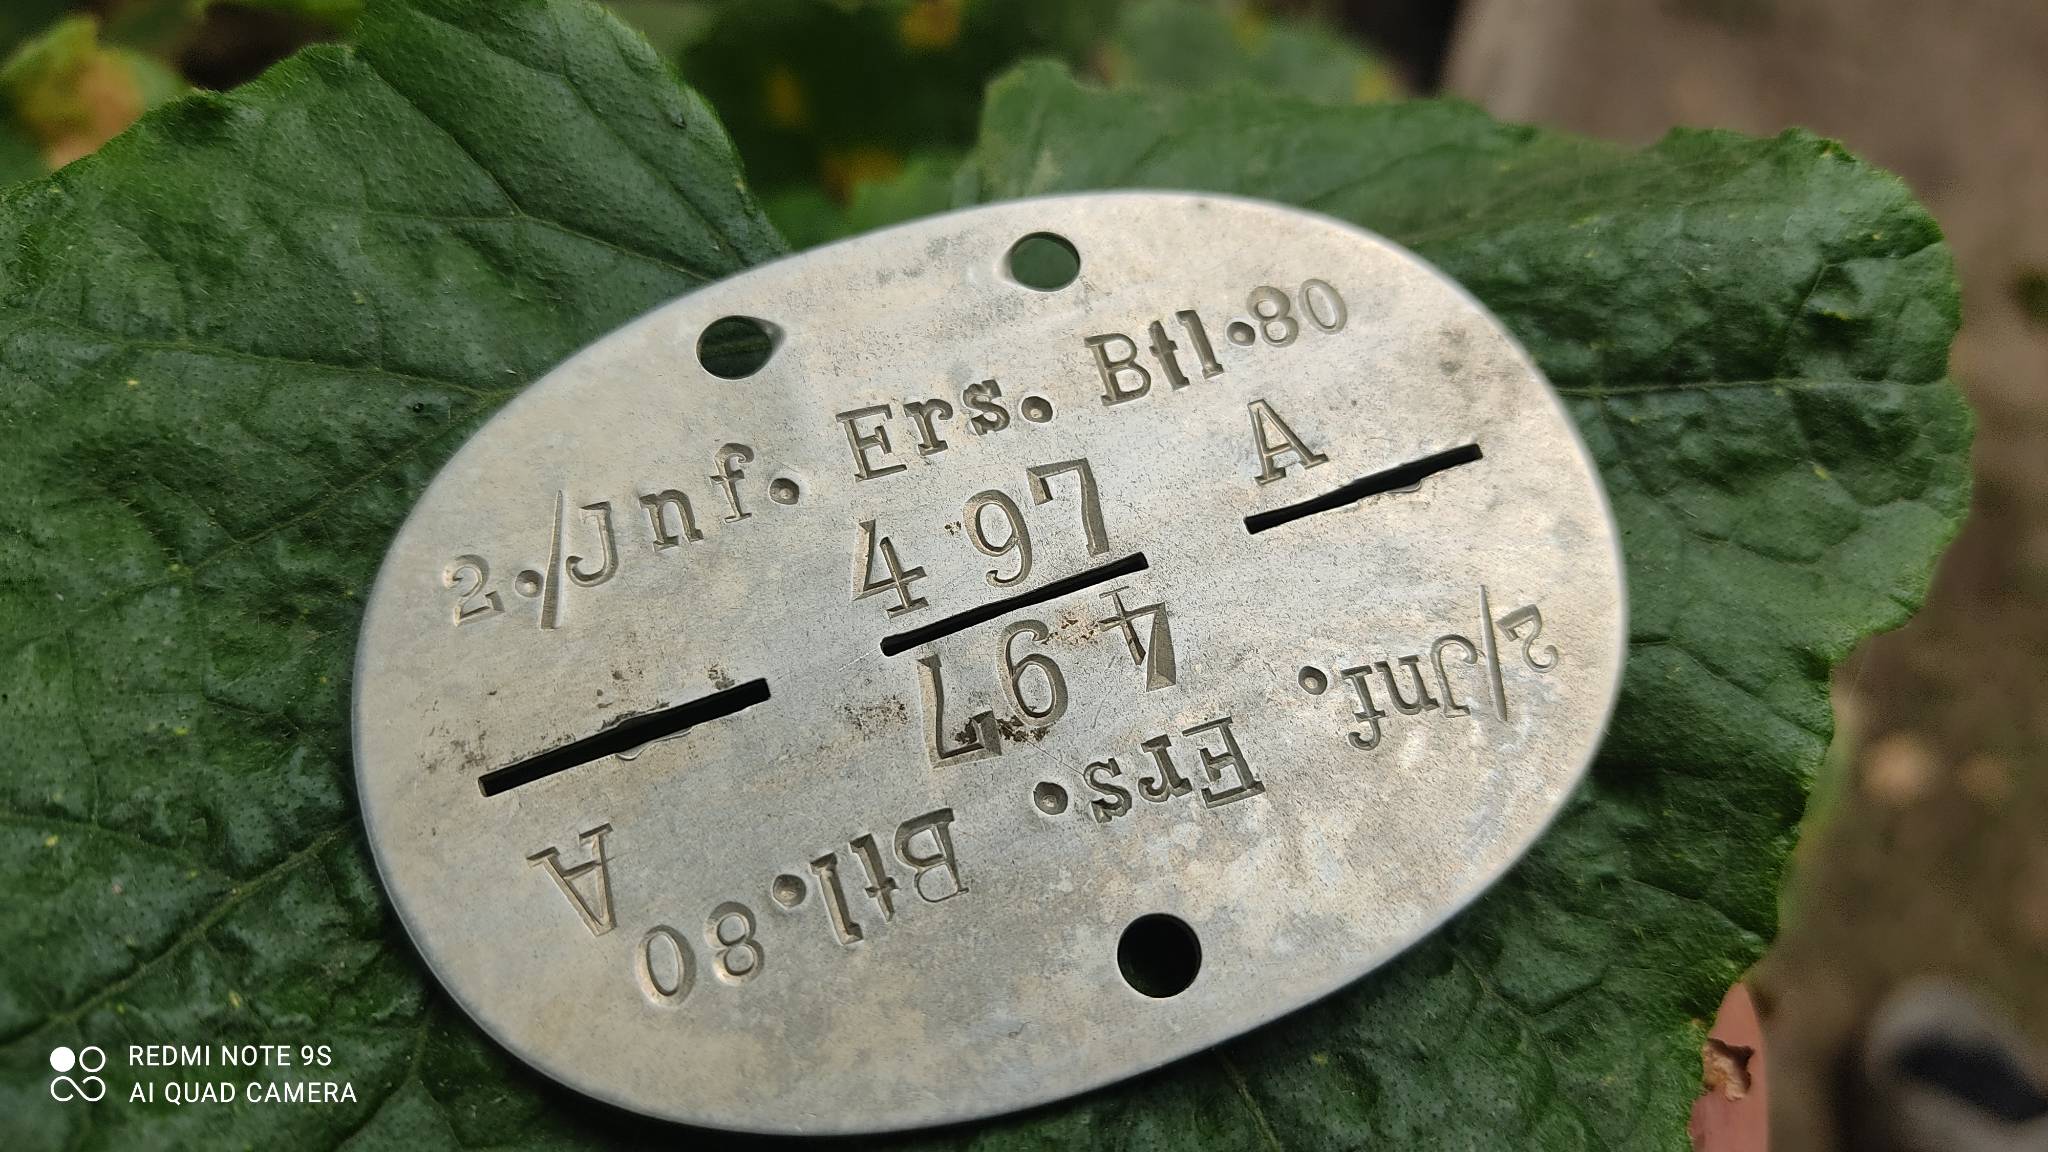 2./Jnf. Ers. Btl.80
497 A
497 A
2/Jnf. Ers. Btl.80
REDMI NOTE 9S
AI QUAD CAMERA